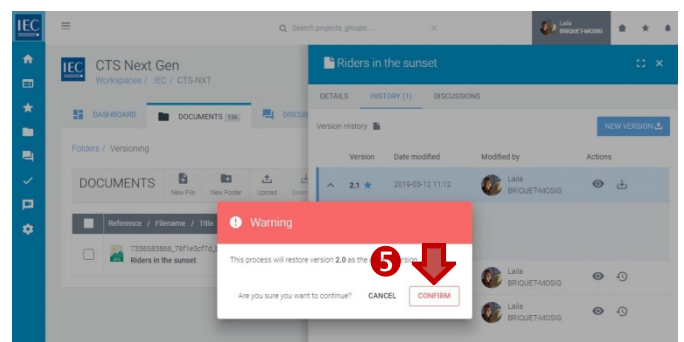 IEC
Search projects, groups ...
Laila
BRIQUET-MOSIG
IEC
CTS Next Gen
Workspaces / IEC / CTS-NXT
DASHBOARD
DOCUMENTS
DISCUS
Folders / Versioning
DOCUMENTS
New File
New Folder
Upload
Down
Reference / Filename / Title
Riders in the sunset
Riders in the sunset
DETAILS
HISTORY (1)
DISCUSSIONS
Version History
NEW VERSION
Version
Date modified
Modified by
Actions
2.1
2019-03-12 11:12
Laila
BRIQUET-MOSIG
Laila
BRIQUET-MOSIG
Laila
BRIQUET-MOSIG
Warning
This process will restore version 2.0 as the version
Are you sure you want to continue?
CANCEL
CONFIRM
5